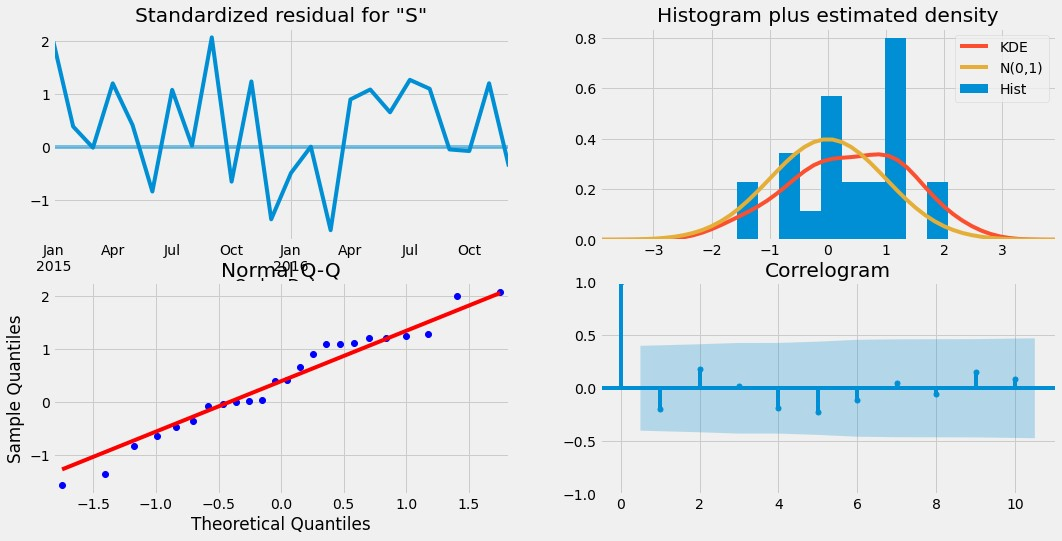 Standardized residual for "S"
2
1
0
−1
Jan Apr Jul Oct Jan Apr Jul Oct
2015 2016
Histogram plus estimated density
0.8
0.6
0.4
0.2
0.0
−3 −2 −1 0 1 2 3
KDE
N(0,1)
Hist
Normal Q-Q
2
1
0
−1
−1.5 −1.0 −0.5 0.0 0.5 1.0 1.5
Sample Quantiles
Theoretical Quantiles
Correlogram
1.0
0.5
0.0
−0.5
−1.0
0 2 4 6 8 10